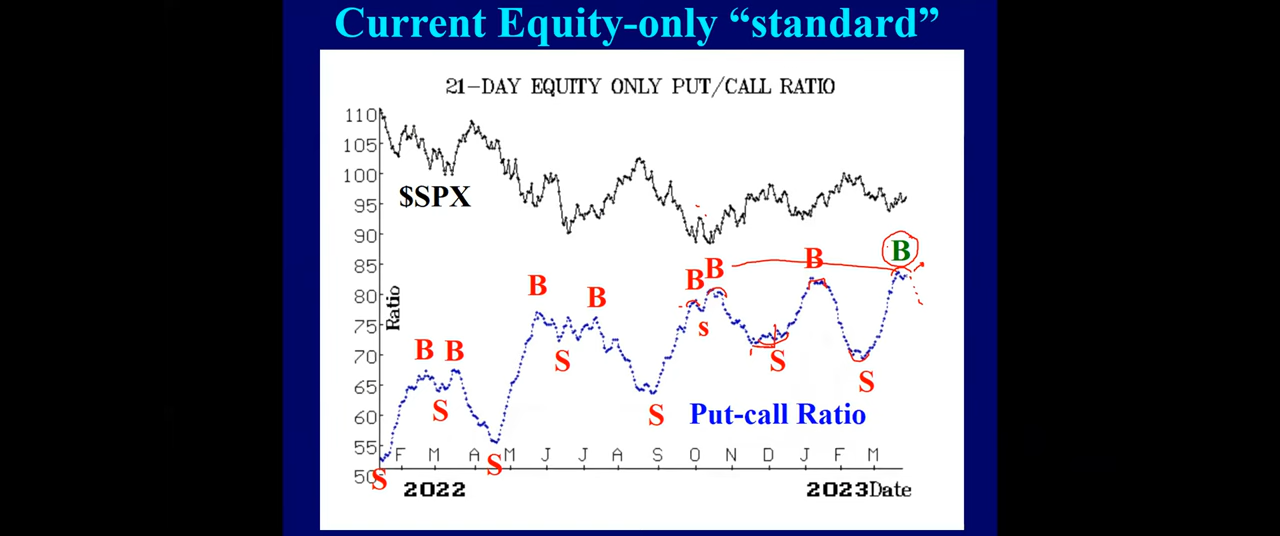 Current Equity-only “standard”
21-DAY EQUITY ONLY PUT/CALL RATIO
110
105
100
95
90
85
80
75
70
65
60
55
50
Ratio
$SPX
B
B
B
B
B
B
B
B
S
S
S
S
S
s
S
S
Put-call Ratio
F M A M J J A S O N D J F M
2022
2023 Date